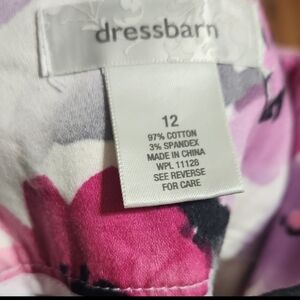 dressbarn
12
97% COTTON
3% SPANDEX
MADE IN CHINA
WPL 11128
SEE REVERSE
FOR CARE